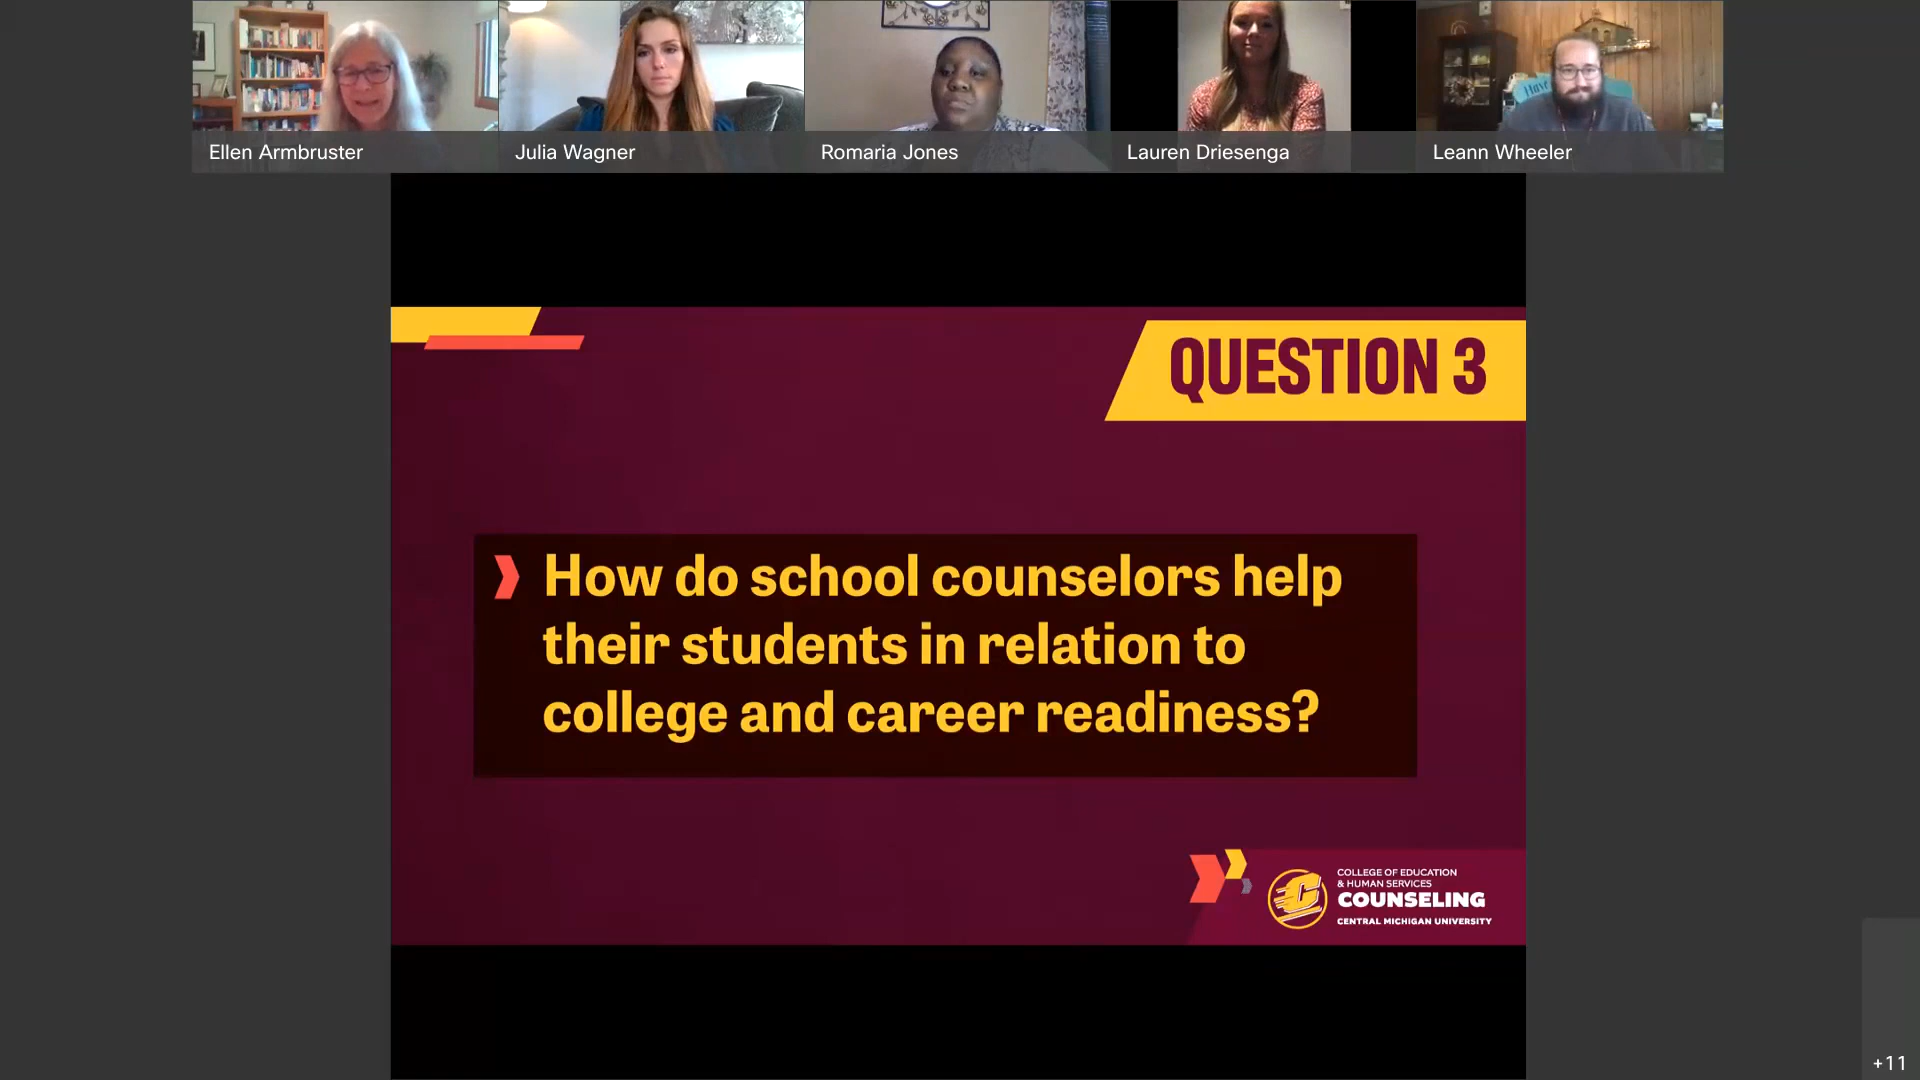 Ellen Armbruster
Julia Wagner
Romaria Jones
Lauren Driesenga
Leann Wheeler
QUESTION 3
How do school counselors help
their students in relation to
college and career readiness?
COLLEGE OF EDUCATION
& HUMAN SERVICES
COUNSELING
CENTRAL MICHIGAN UNIVERSITY
+11